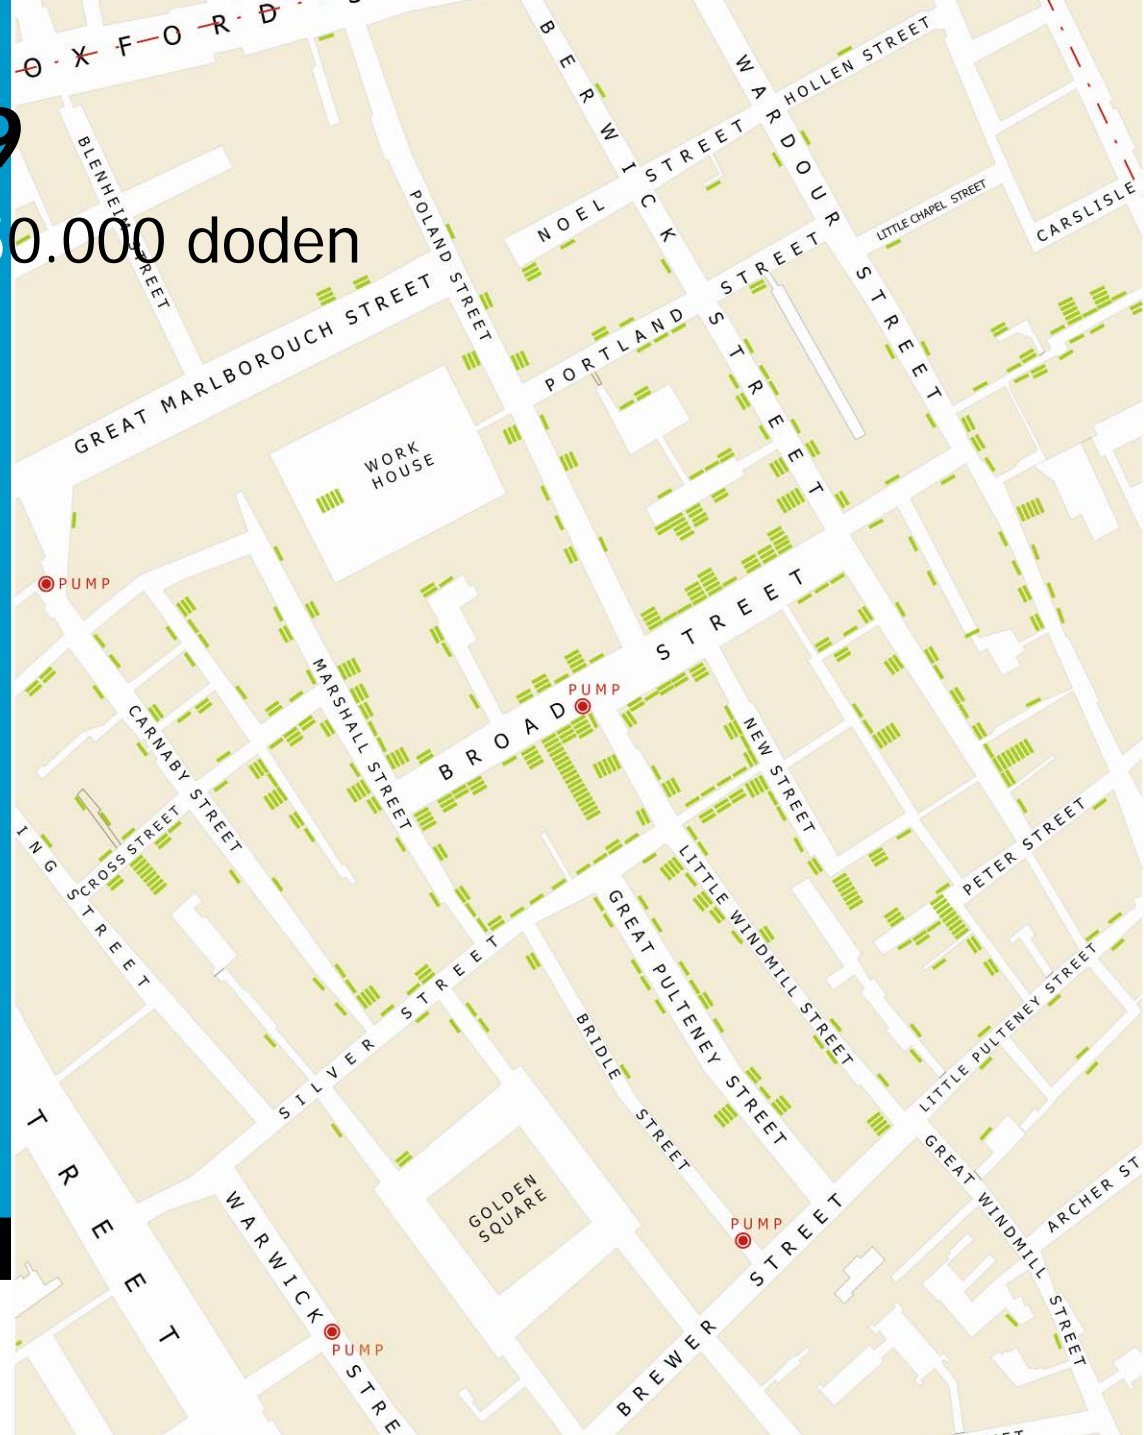 OXFORD
9
0.000 doden
BLENHEIM STREET
POLAND STREET
BERWICK STREET
WARDOUR STREET
HOLLEN STREET
NOEL STREET
LITTLE CHAPEL STREET
CARSLISLE
PORTLAND STREET
GREAT MARLBOROUCH STREET
WORK
HOUSE
PUMP
BROAD STREET
PUMP
MARSHALL STREET
CARNABY STREET
NEW STREET
CROSS STREET
ING STREET
PETER STREET
LITTLE WINDMILL STREET
GREAT PULTENEY STREET
LITTLE PULTENEY STREET
SILVER STREET
BRIDLE STREET
TREET
GOLDEN
SQUARE
WARWICK STRE
PUMP
PUMP
BREWER STREET
GREAT WINDMILL STREET
ARCHER ST